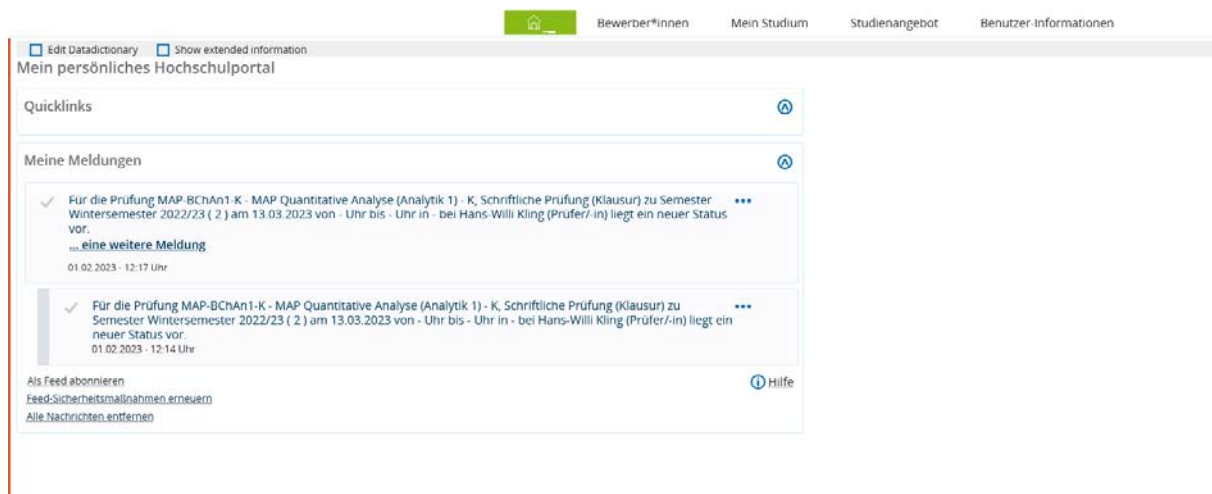 Bewerber*innen Mein Studium Studienangebot Benutzer-Informationen
Edit Datadictionary Show extended information
Mein persönliches Hochschulportal
Quicklinks
Meine Meldungen
Für die Prüfung MAP-BChAn1-K - MAP Quantitative Analyse (Analytik 1) - K, Schriftliche Prüfung (Klausur) zu Semester
Wintersemester 2022/23 ( 2 ) am 13.03.2023 von - Uhr bis - Uhr in - bei Hans-Willi Kling (Prüfer/-in) liegt ein neuer Status
vor.
... eine weitere Meldung
01.02.2023 - 12:17 Uhr
Für die Prüfung MAP-BChAn1-K - MAP Quantitative Analyse (Analytik 1) - K, Schriftliche Prüfung (Klausur) zu
Semester Wintersemester 2022/23 ( 2 ) am 13.03.2023 von - Uhr bis - Uhr in - bei Hans-Willi Kling (Prüfer/-in) liegt ein
neuer Status vor.
01.02.2023 - 12:14 Uhr
Als Feed abonnieren Hilfe
Feed-Sicherheitsmaßnahmen erneuern
Alle Nachrichten entfernen